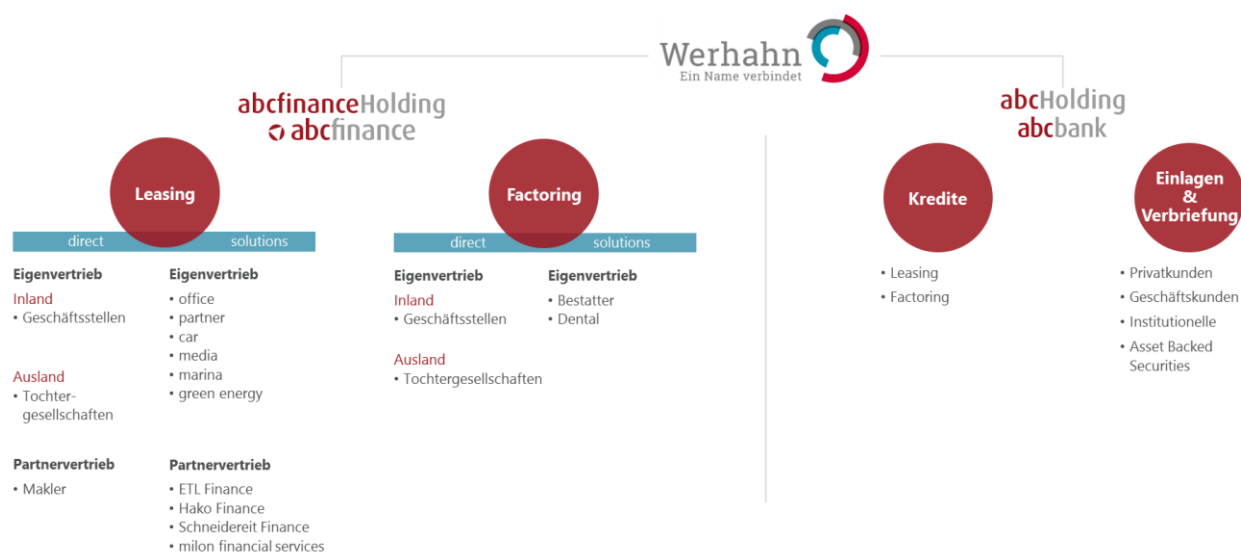 Werhahn
Ein Name verbindet
abcfinanceHolding
abcfinance
abcHolding
abcbank
Leasing
direct
solutions
Eigenvertrieb
Inland
• Geschäftsstellen
Ausland
• Tochter-
gesellschaften
Partnervertrieb
• Makler
Eigenvertrieb
• office
• partner
• car
• media
• marina
• green energy
Partnervertrieb
• ETL Finance
• Hako Finance
• Schneidereit Finance
• milon financial services
Factoring
direct
solutions
Eigenvertrieb
Inland
• Geschäftsstellen
Ausland
• Tochtergesellschaften
Eigenvertrieb
• Bestatter
• Dental
Kredite
• Leasing
• Factoring
Einlagen
&
Verbriefung
• Privatkunden
• Geschäftskunden
• Institutionelle
• Asset Backed
Securities